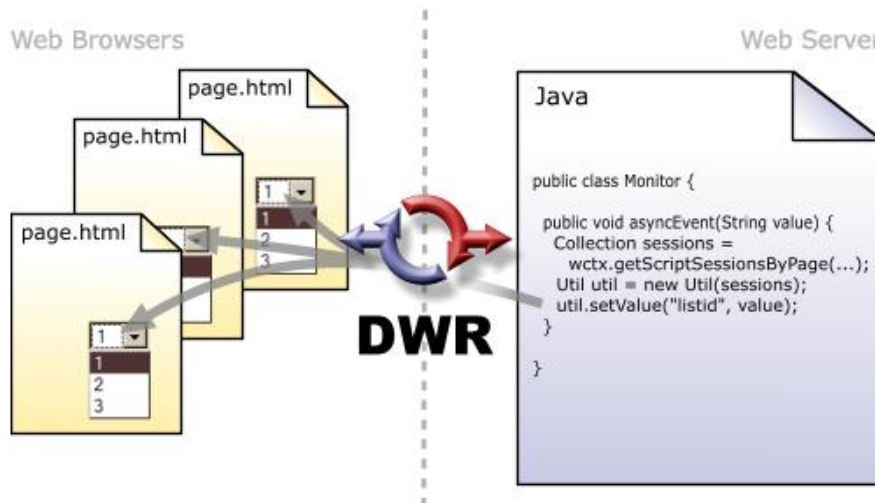 Web Browsers
Web Server
page.html
page.html
page.html
1
1
2
3
1
1
2
3
DWR
Java
public class Monitor {
public void asyncEvent(String value) {
Collection sessions =
wctx.getScriptSessionsByPage(...);
Util util = new Util(sessions);
util.setValue("listid", value);
}
}